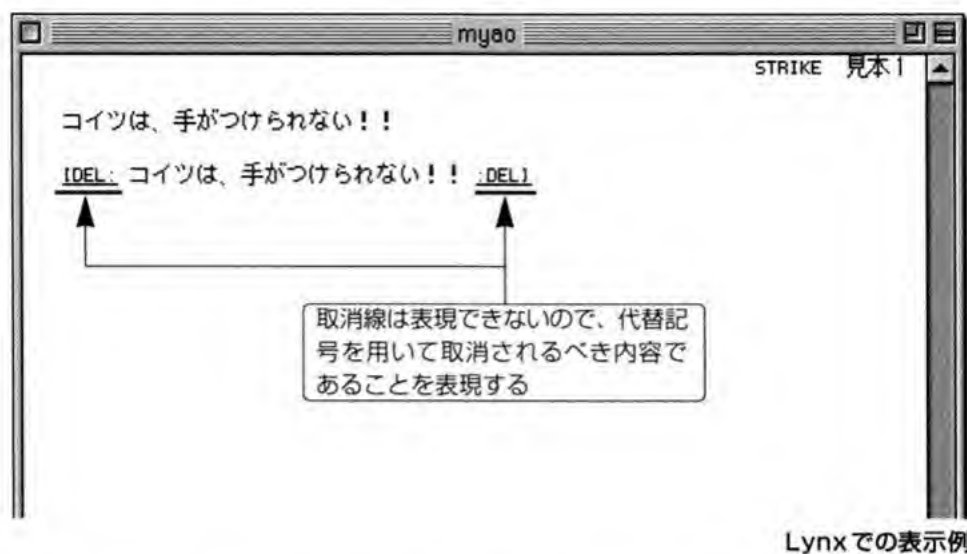 myao
STRIKE 見本1
コイツは、手がつけられない！！
[DEL: コイツは、手がつけられない！！ :DEL]
取消線は表現できないので、代替記
号を用いて取消されるべき内容で
あることを表現する
Lynxでの表示例